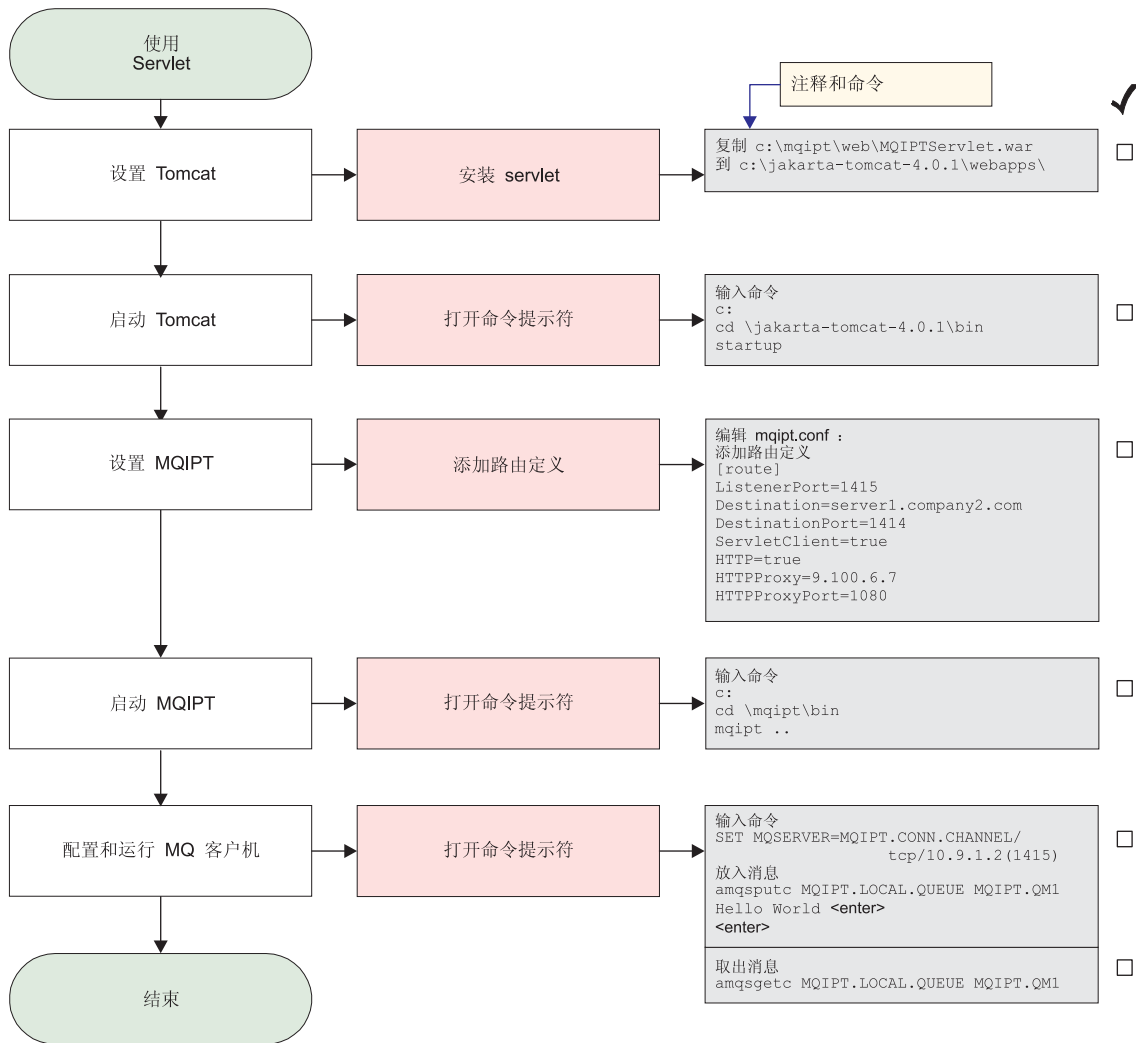 使用
Servlet
注释和命令
设置 Tomcat
安装 servlet
复制 c:\mqipt\web\MQIPTServlet.war
到 c:\jakarta-tomcat-4.0.1\webapps\
启动 Tomcat
打开命令提示符
输入命令
c:
cd \jakarta-tomcat-4.0.1\bin
startup
设置 MQIPT
添加路由定义
编辑 mqipt.conf :
添加路由定义
[route]
ListenerPort=1415
Destination=server1.company2.com
DestinationPort=1414
ServletClient=true
HTTP=true
HTTPProxy=9.100.6.7
HTTPProxyPort=1080
启动 MQIPT
打开命令提示符
输入命令
c:
cd \mqipt\bin
mqipt ..
配置和运行 MQ 客户机
打开命令提示符
输入命令
SET MQSERVER=MQIPT.CONN.CHANNEL/
tcp/10.9.1.2(1415)
放入消息
amqsputc MQIPT.LOCAL.QUEUE MQIPT.QM1
Hello World <enter>
<enter>
取出消息
amqsgetc MQIPT.LOCAL.QUEUE MQIPT.QM1
结束